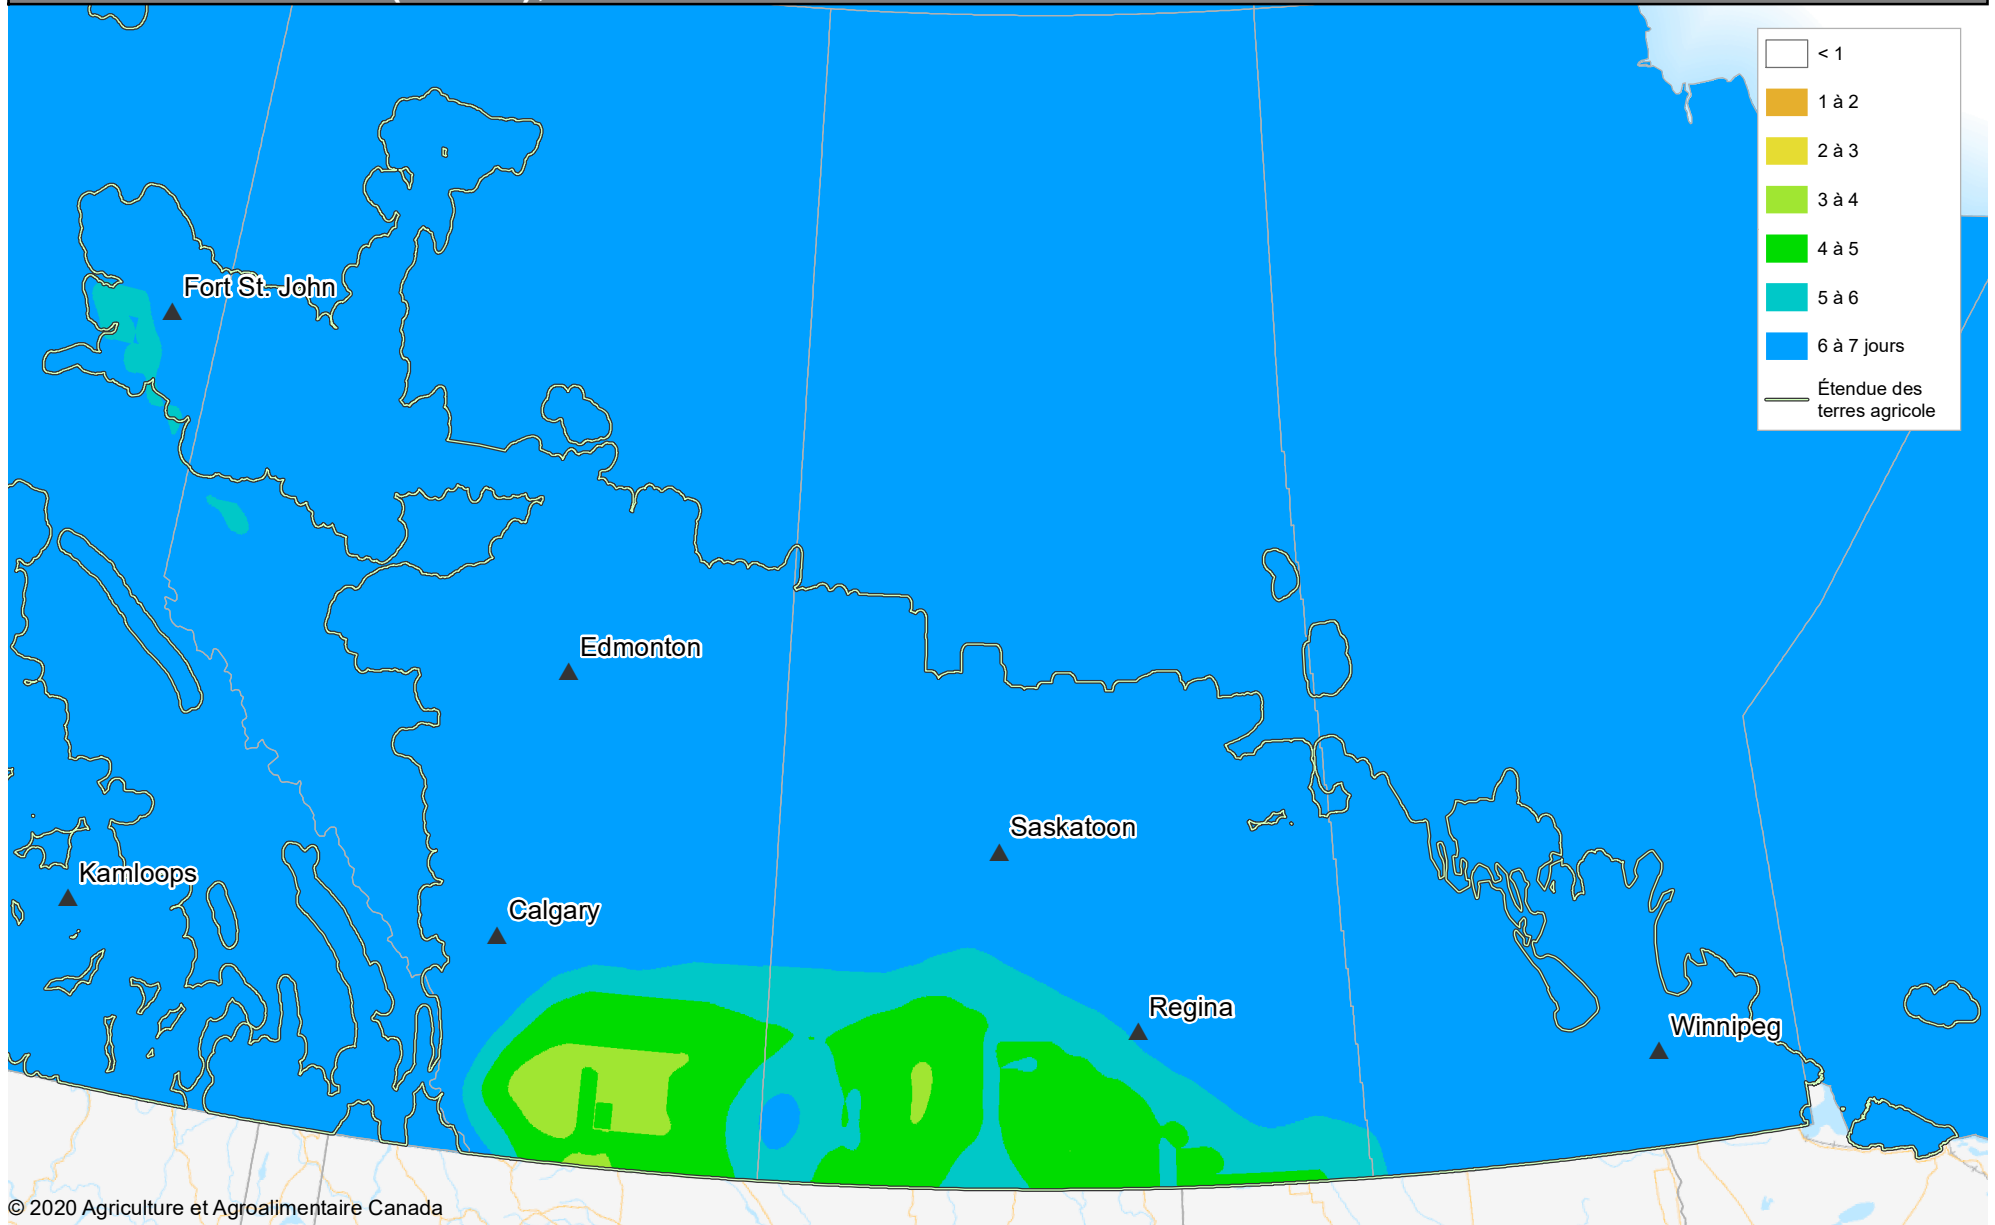 < 1
1 à 2
2 à 3
3 à 4
4 à 5
5 à 6
6 à 7 jours
Étendue des
terres agricole
Fort St. John
Edmonton
Saskatoon
Kamloops
Calgary
Regina
Winnipeg
© 2020 Agriculture et Agroalimentaire Canada